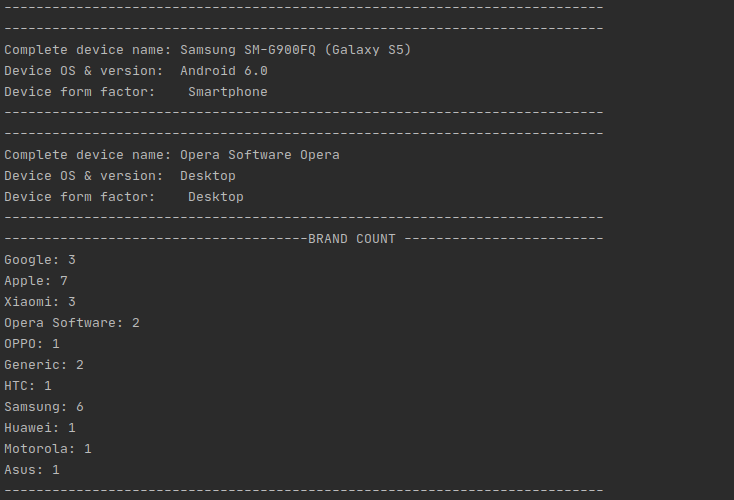 ---------------------------------------------------------------------------
---------------------------------------------------------------------------
Complete device name: Samsung SM-G900FQ (Galaxy S5)
Device OS & version:  Android 6.0
Device form factor:    Smartphone
---------------------------------------------------------------------------
---------------------------------------------------------------------------
Complete device name: Opera Software Opera
Device OS & version:  Desktop
Device form factor:    Desktop
---------------------------------------------------------------------------
--------------------------------------BRAND COUNT -------------------------
Google: 3
Apple: 7
Xiaomi: 3
Opera Software: 2
OPPO: 1
Generic: 2
HTC: 1
Samsung: 6
Huawei: 1
Motorola: 1
Asus: 1
---------------------------------------------------------------------------